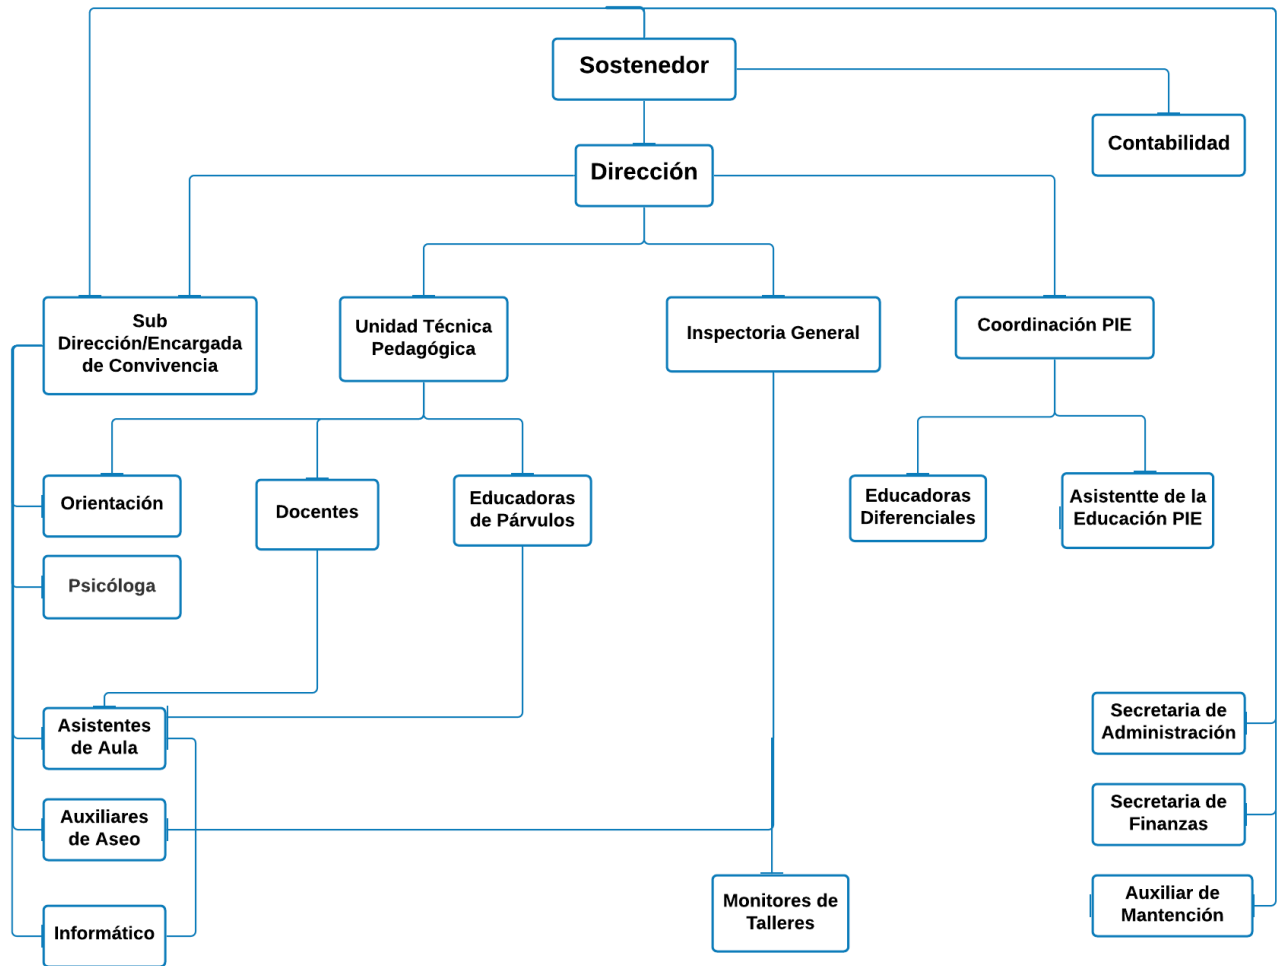 Sostenedor
Contabilidad
Dirección
Sub
Dirección/Encargada
de Convivencia
Unidad Técnica
Pedagógica
Inspectoria General
Coordinación PIE
Orientación
Docentes
Educadoras
de Párvulos
Educadoras
Diferenciales
Asistentte de la
Educación PIE
Psicóloga
Asistentes
de Aula
Secretaria de
Administración
Auxiliares
de Aseo
Secretaria de
Finanzas
Informático
Monitores de
Talleres
Auxiliar de
Mantención